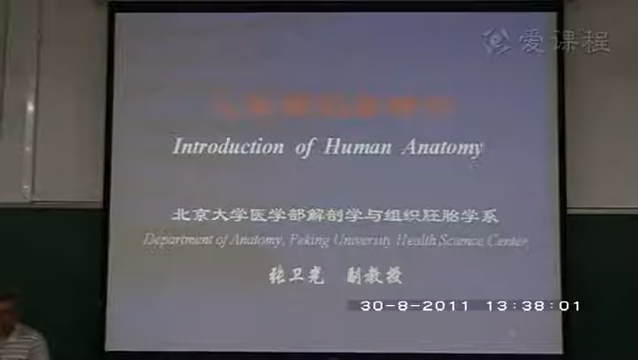 爱课程
Introduction of Human Anatomy
北京大学医学部解剖学与组织胚胎学系
Department of Anatomy, Peking University Health Science Center
张卫光 副教授
30-8-2011 13:38:01